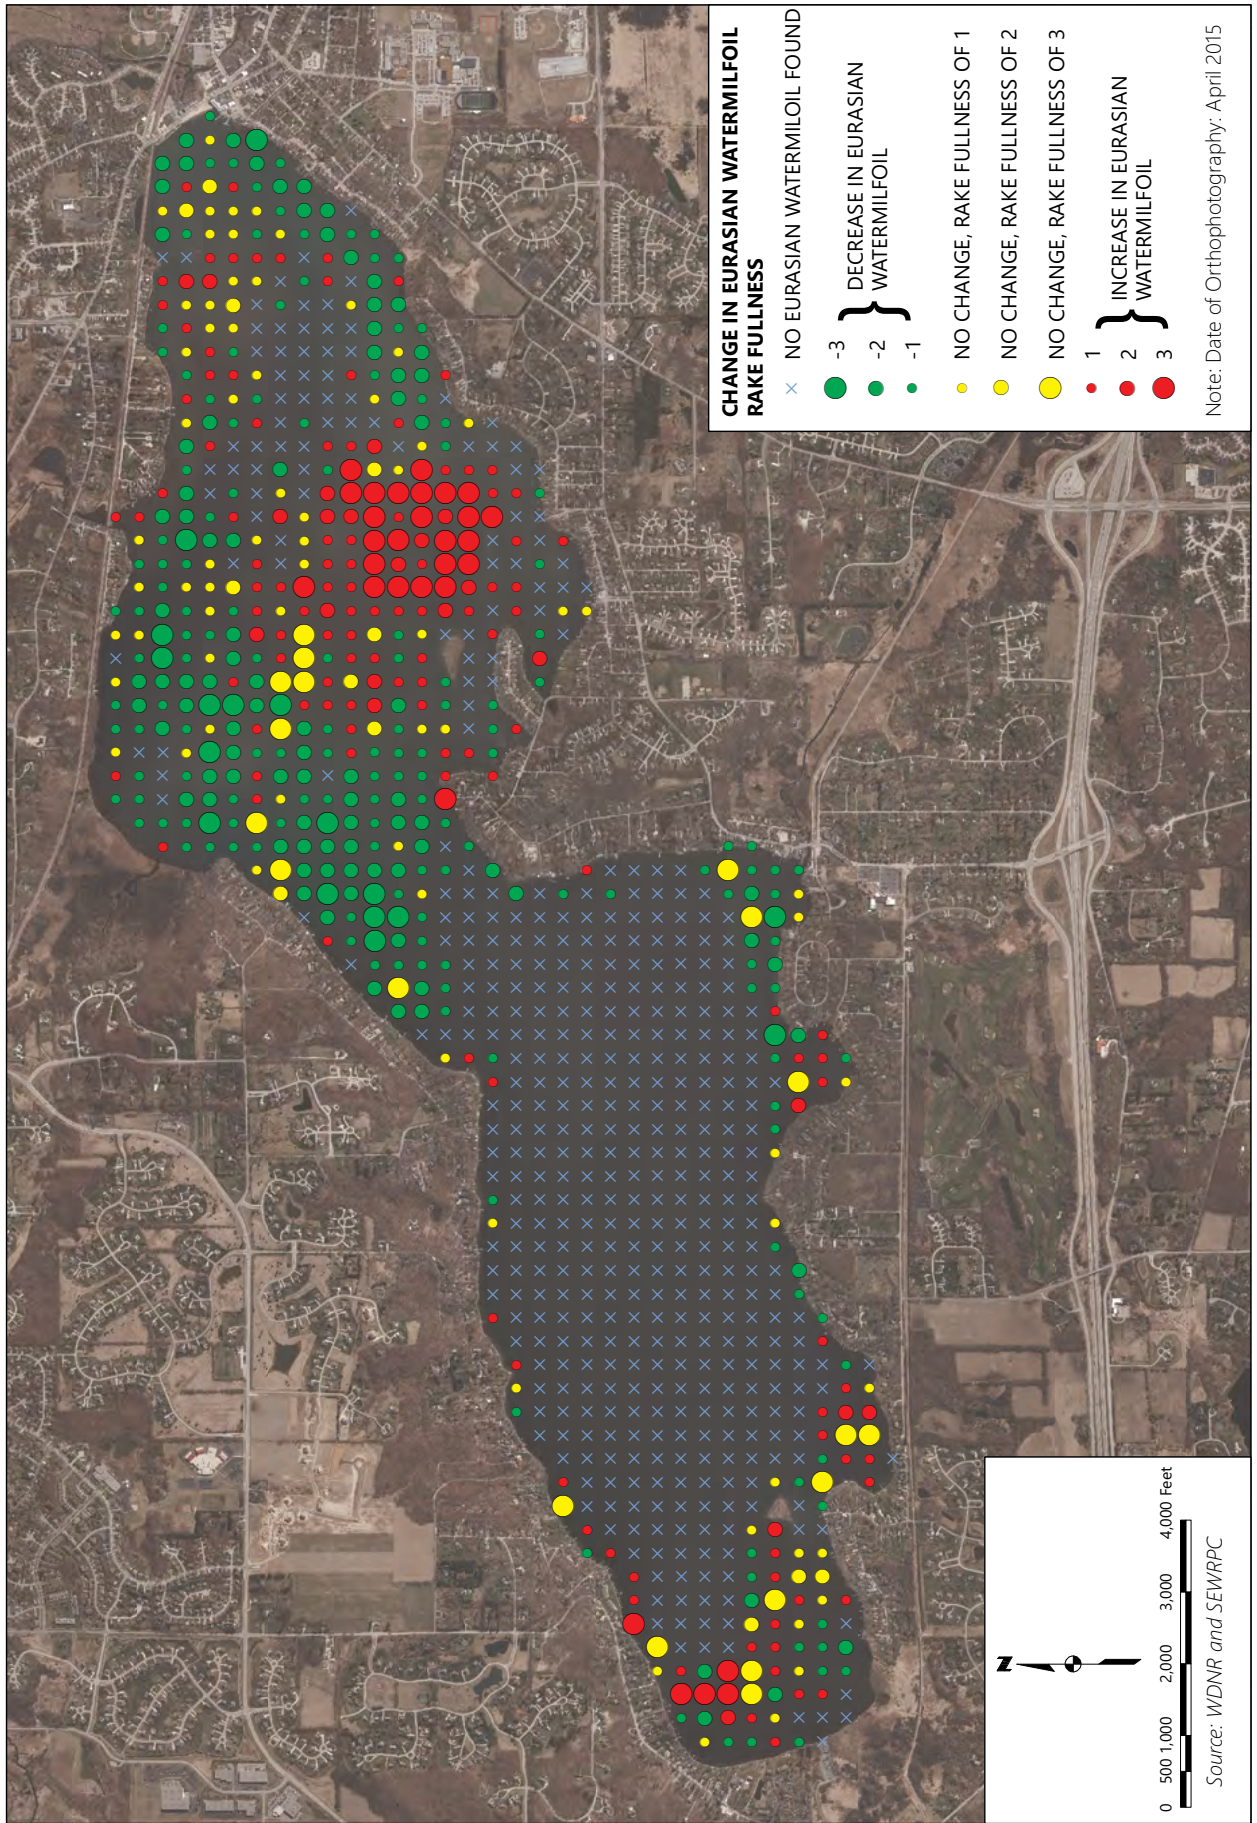 CHANGE IN EURASIAN WATERMILFOIL
RAKE FULLNESS
NO EURASIAN WATERMILOIL FOUND
-3
-2
-1
DECREASE IN EURASIAN
WATERMILFOIL
NO CHANGE, RAKE FULLNESS OF 1
NO CHANGE, RAKE FULLNESS OF 2
NO CHANGE, RAKE FULLNESS OF 3
1
2
3
INCREASE IN EURASIAN
WATERMILFOIL
Note: Date of Orthophotography: April 2015
N
0 500 1,000 2,000 3,000 4,000 Feet
Source: WDNR and SEWRPC